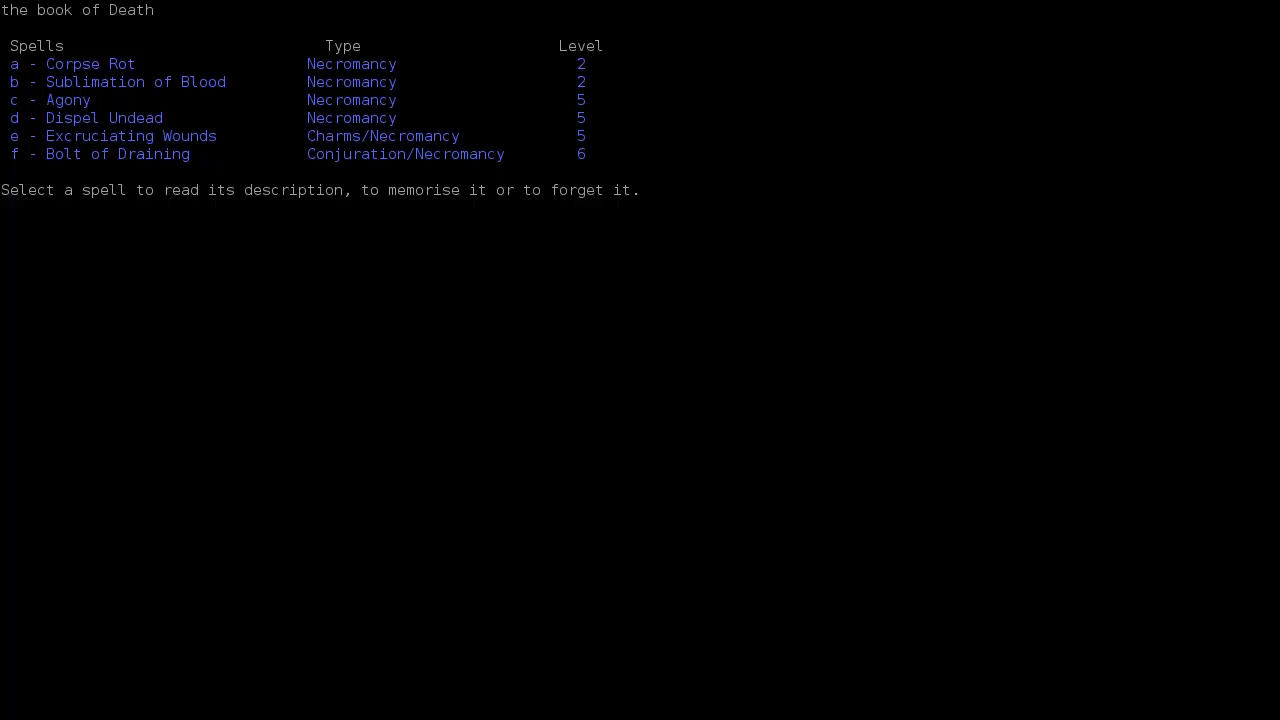 the book of Death
Spells Type Level
a - Corpse Rot Necromancy 2
b - Sublimation of Blood Necromancy 2
c - Agony Necromancy 5
d - Dispel Undead Necromancy 5
e - Excruciating Wounds Charms/Necromancy 5
f - Bolt of Draining Conjuration/Necromancy 6
Select a spell to read its description, to memorise it or to forget it.